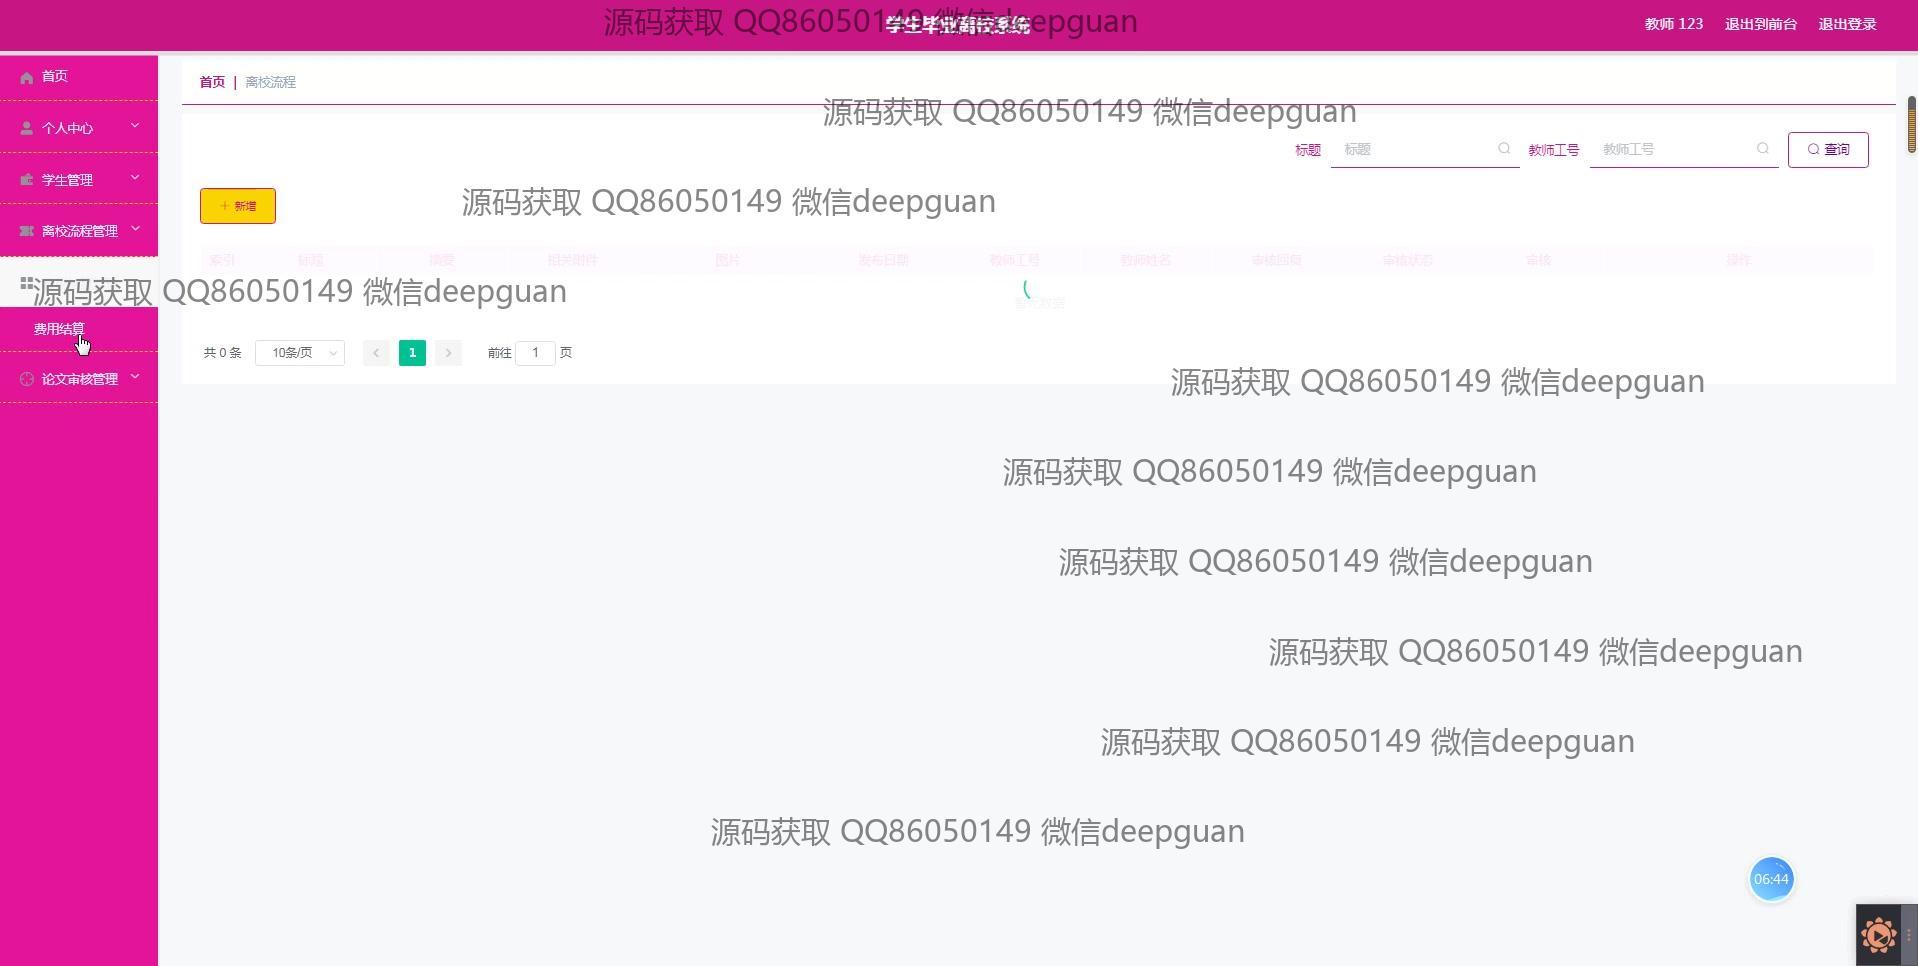 学生毕业离校系统
源码获取 QQ86050149 微信deepguan
教师 123 退出到前台 退出登录
首页
首页 | 离校流程
源码获取 QQ86050149 微信deepguan
个人中心
标题 标题 教师工号 教师工号 查询
学生管理
新增
源码获取 QQ86050149 微信deepguan
离校流程管理
索引 标题 摘要 相关附件 图片 发布日期 教师工号 教师姓名 审核回复 审核状态 审核 操作
源码获取 QQ86050149 微信deepguan
暂无数据
费用结算
共 0 条 10条/页 1 前往 1 页
论文审核管理
源码获取 QQ86050149 微信deepguan
源码获取 QQ86050149 微信deepguan
源码获取 QQ86050149 微信deepguan
源码获取 QQ86050149 微信deepguan
源码获取 QQ86050149 微信deepguan
源码获取 QQ86050149 微信deepguan
06:44